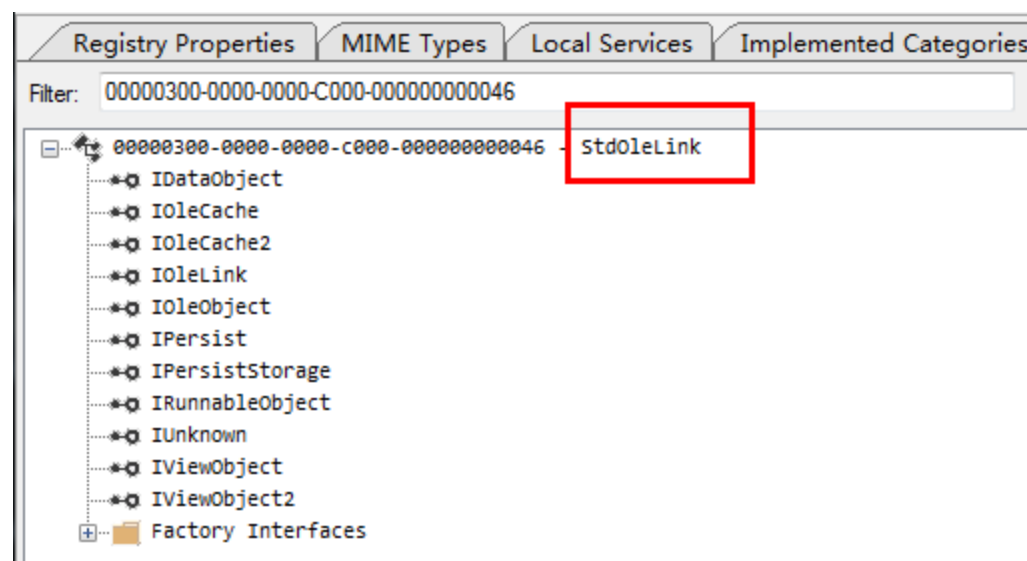 Registry Properties MIME Types Local Services Implemented Categories
Filter: 00000300-0000-0000-C000-000000000046
00000300-0000-0000-c000-000000000046 - StdOleLink
IDataObject
IOleCache
IOleCache2
IOleLink
IOleObject
IPersist
IPersistStorage
IRunnableObject
IUnknown
IViewObject
IViewObject2
Factory Interfaces